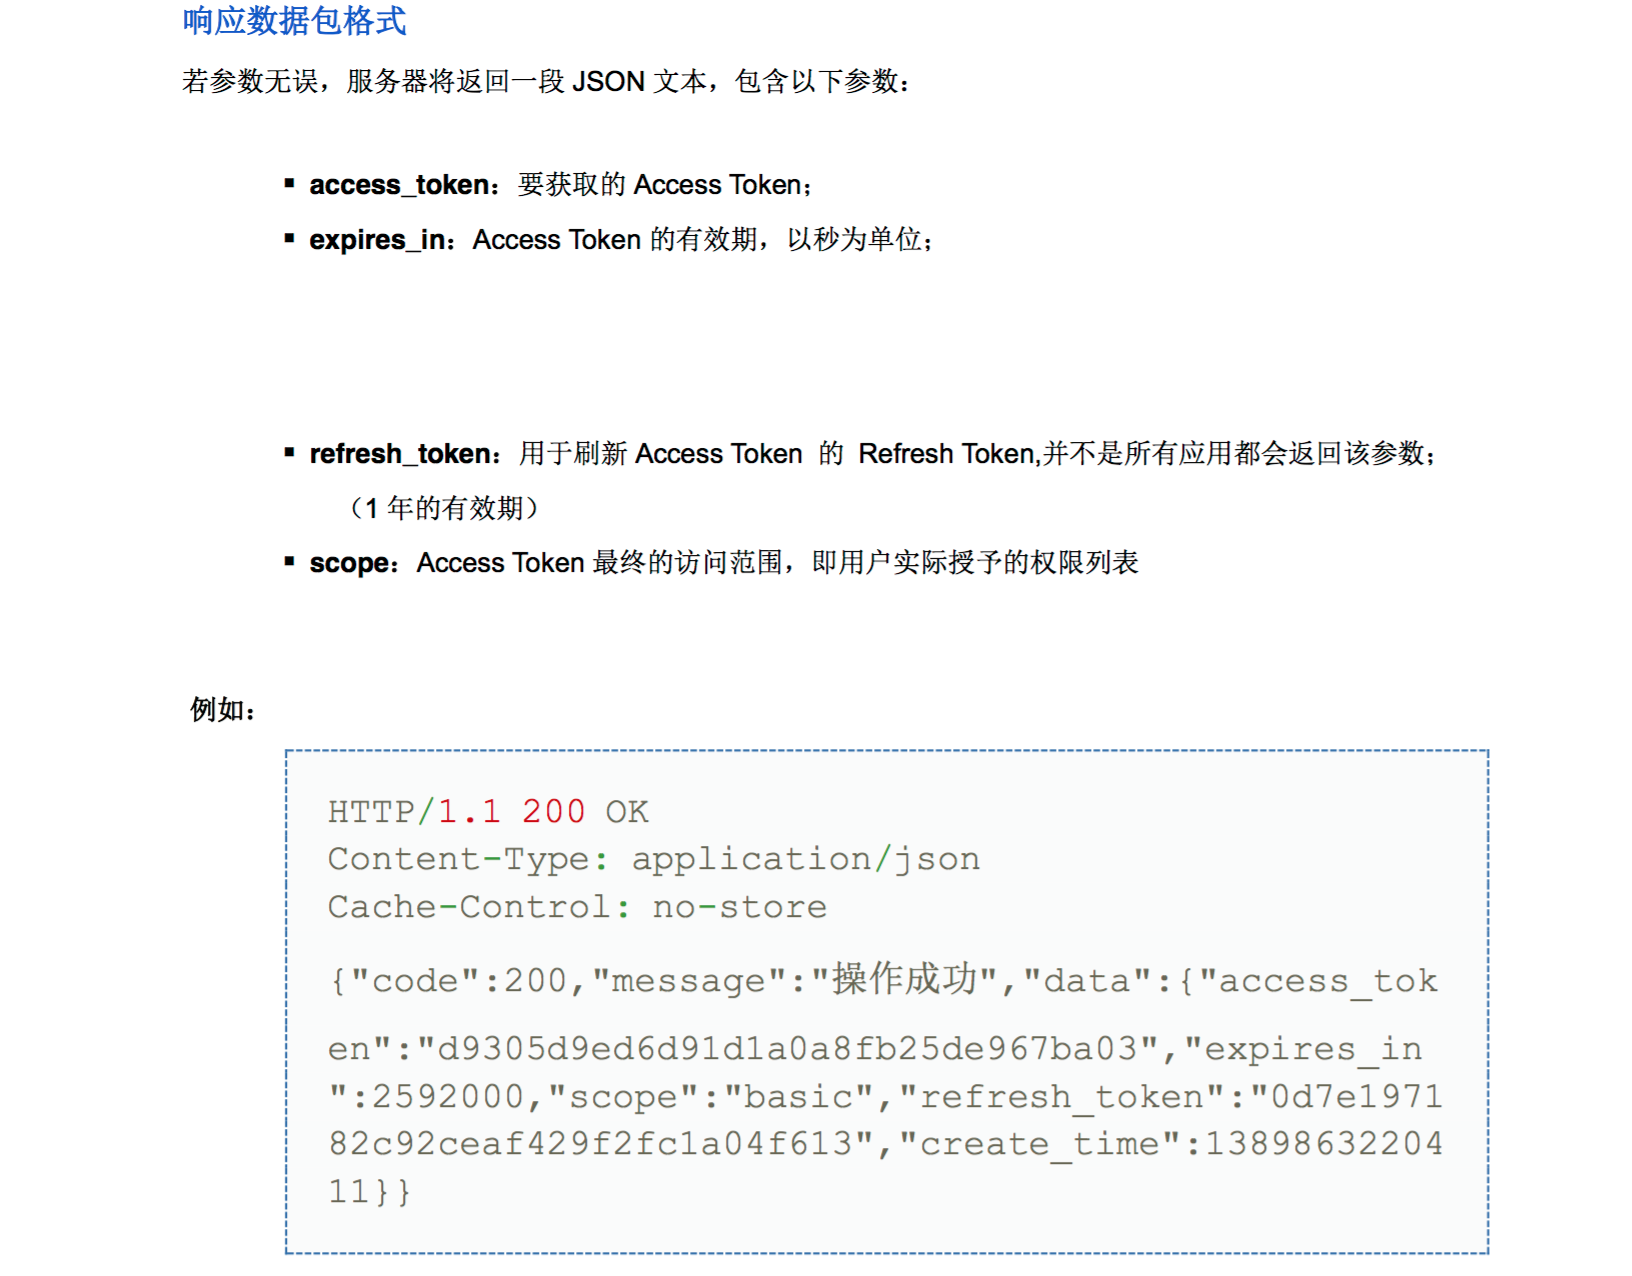 响应数据包格式
若参数无误，服务器将返回一段 JSON 文本，包含以下参数：
▪ access_token：要获取的 Access Token；
▪ expires_in：Access Token 的有效期，以秒为单位；
▪ refresh_token：用于刷新 Access Token 的 Refresh Token,并不是所有应用都会返回该参数；
（1 年的有效期）
▪ scope：Access Token 最终的访问范围，即用户实际授予的权限列表
例如：
HTTP/1.1 200 OK
Content-Type: application/json
Cache-Control: no-store
{"code":200,"message":"操作成功","data":{"access_tok
en":"d9305d9ed6d91d1a0a8fb25de967ba03","expires_in
":2592000,"scope":"basic","refresh_token":"0d7e1971
82c92ceaf429f2fc1a04f613","create_time":13898632204
11}}